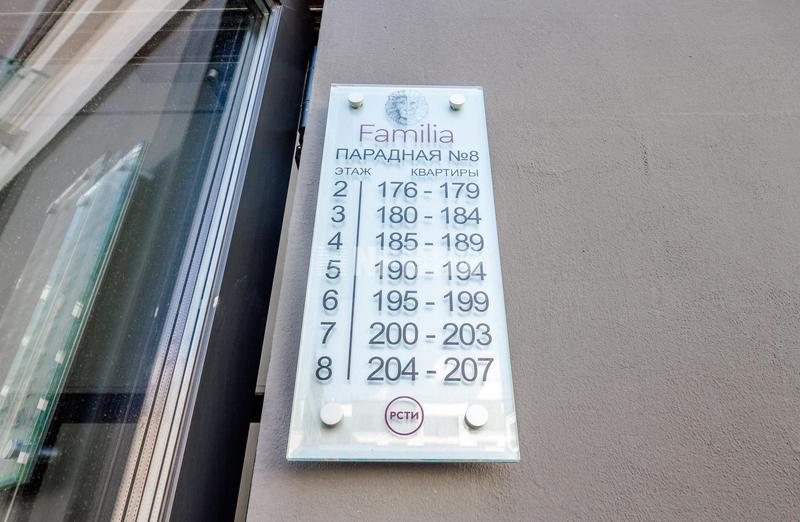 Familia
ПАРАДНАЯ №8
ЭТАЖ КВАРТИРЫ
2 176 - 179
3 180 - 184
4 185 - 189
5 190 - 194
6 195 - 199
7 200 - 203
8 204 - 207
РСТИ